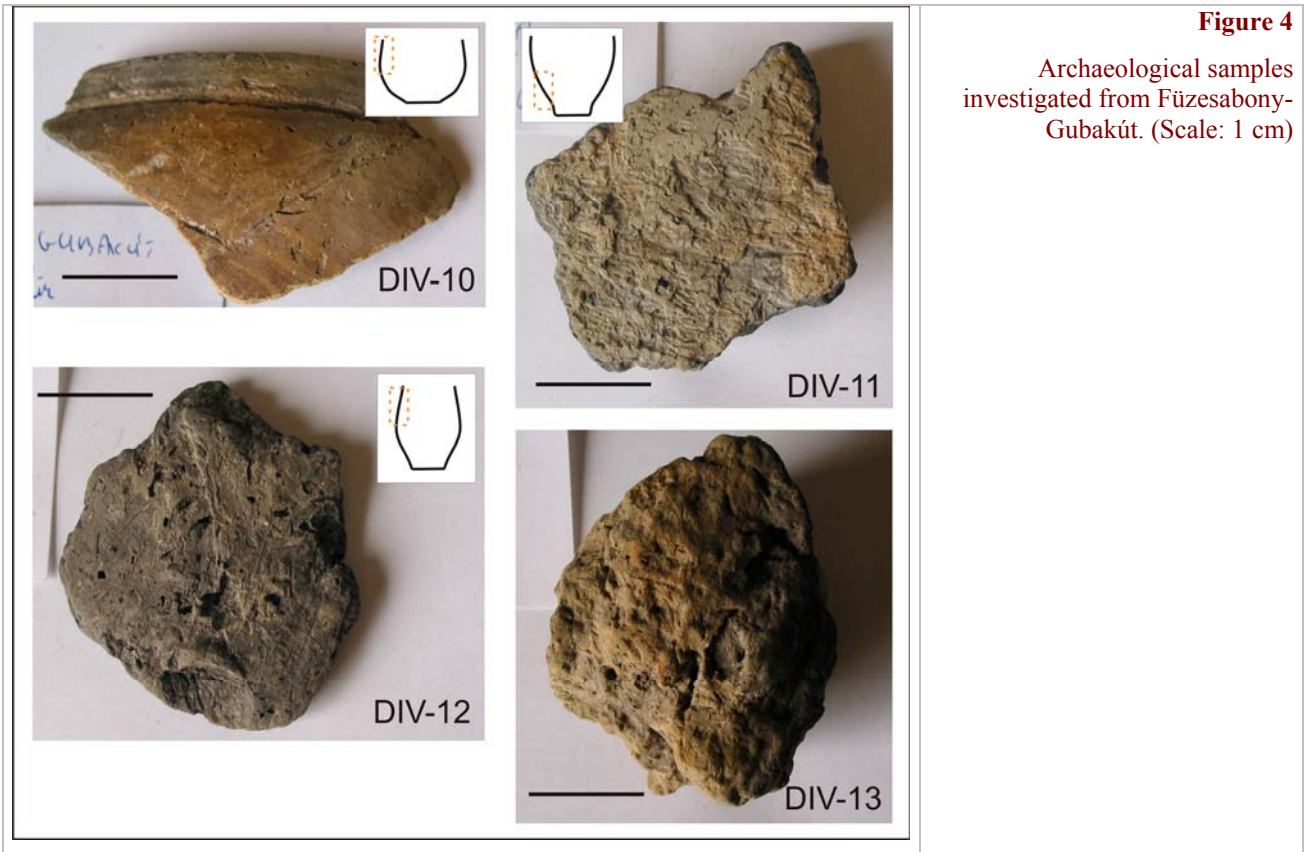 Figure 4
Archaeological samples
investigated from Füzesabony-
Gubakút. (Scale: 1 cm)
DIV-10
DIV-11
DIV-12
DIV-13